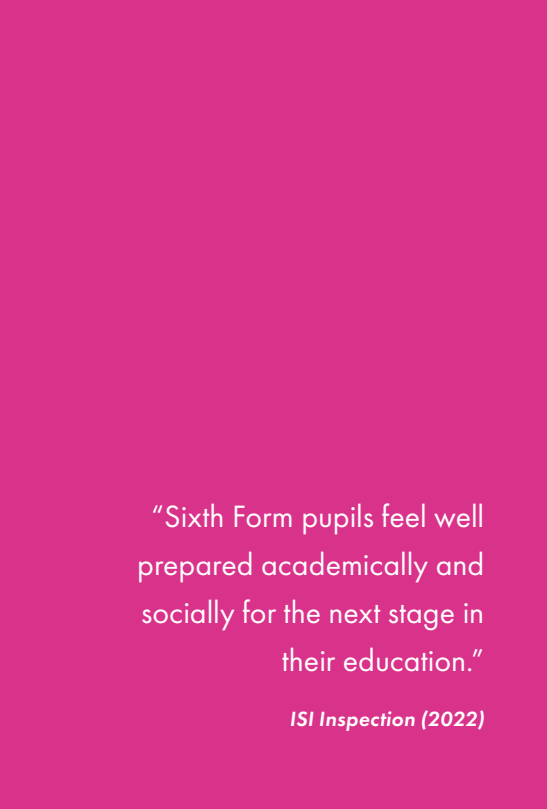 “Sixth Form pupils feel well
prepared academically and
socially for the next stage in
their education.”
ISI Inspection (2022)